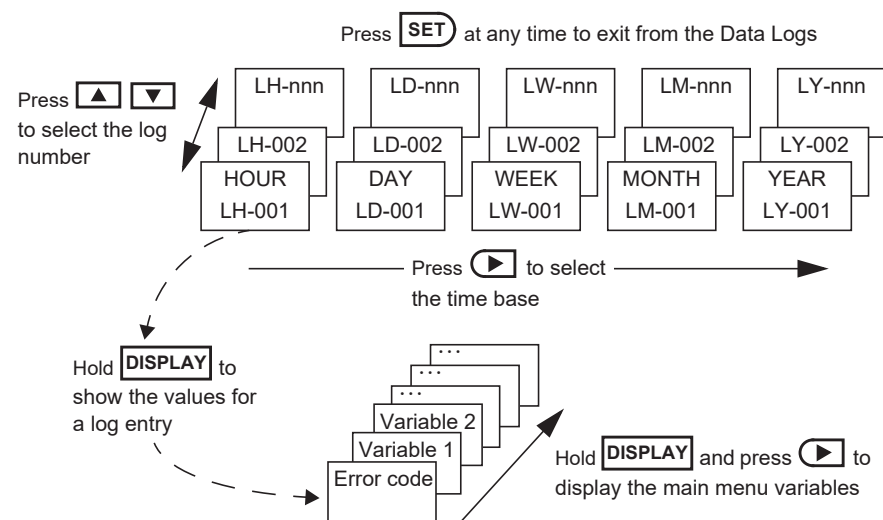 Press SET at any time to exit from the Data Logs
Press
to select the log
number
LH-nnn LD-nnn LW-nnn LM-nnn LY-nnn
LH-002 LD-002 LW-002 LM-002 LY-002
HOUR DAY WEEK MONTH YEAR
LH-001 LD-001 LW-001 LM-001 LY-001
Press to select
the time base
Hold DISPLAY to
show the values for
a log entry
...
...
...
Variable 2
Variable 1
Error code
Hold DISPLAY and press to
display the main menu variables